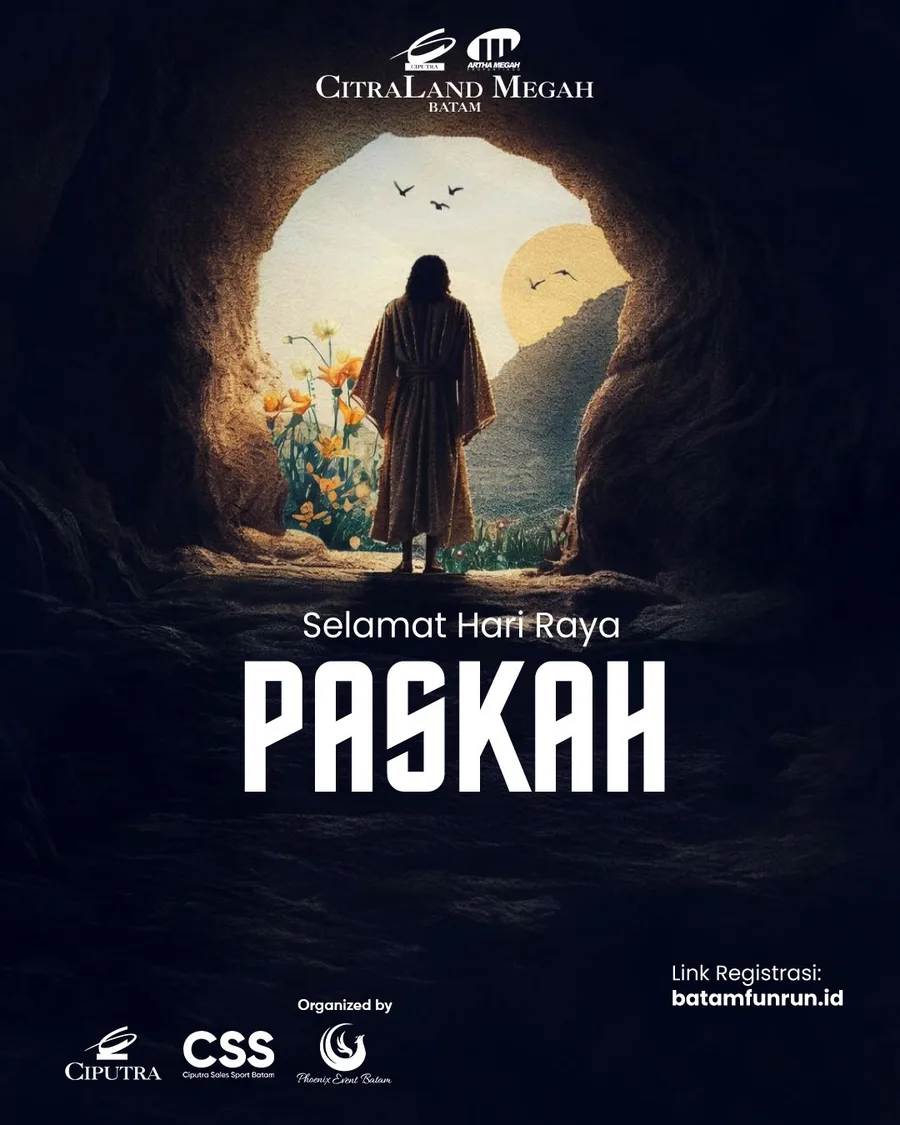 CIPUTRA
ARTHA MEGAH
CITRALAND MEGAH
BATAM
Selamat Hari Raya
PASKAH
Link Registrasi:
batamfunrun.id
Organized by
CIPUTRA
CSS
Ciputra Sales Sport Batam
Phoenix Event Batam